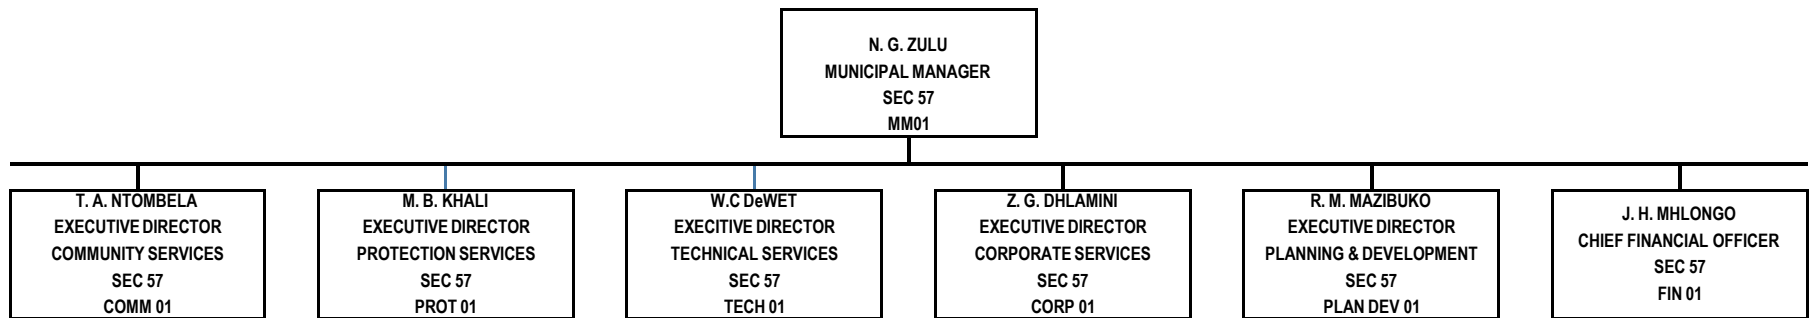 N. G. ZULU
MUNICIPAL MANAGER
SEC 57
MM01
T. A. NTOMBELA
EXECUTIVE DIRECTOR
COMMUNITY SERVICES
SEC 57
COMM 01
M. B. KHALI
EXECUTIVE DIRECTOR
PROTECTION SERVICES
SEC 57
PROT 01
W.C DeWET
EXECITIVE DIRECTOR
TECHNICAL SERVICES
SEC 57
TECH 01
Z. G. DHLAMINI
EXECUTIVE DIRECTOR
CORPORATE SERVICES
SEC 57
CORP 01
R. M. MAZIBUKO
EXECUTIVE DIRECTOR
PLANNING & DEVELOPMENT
SEC 57
PLAN DEV 01
J. H. MHLONGO
CHIEF FINANCIAL OFFICER
SEC 57
FIN 01